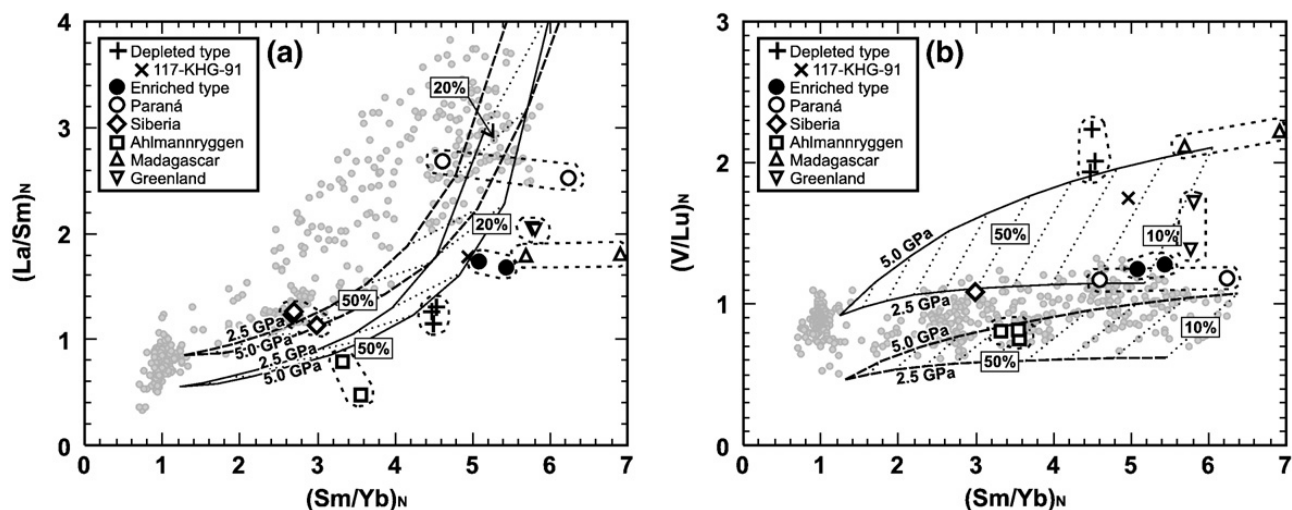 (a)
Depleted type
117-KHG-91
Enriched type
Paraná
Siberia
Ahlmannryggen
Madagascar
Greenland
20%
20%
50%
50%
2.5 GPa
5.0 GPa
2.5 GPa
5.0 GPa
4
3
2
1
0
0 1 2 3 4 5 6 7
(La/Sm)N
(Sm/Yb)N
(b)
Depleted type
117-KHG-91
Enriched type
Paraná
Siberia
Ahlmannryggen
Madagascar
Greenland
5.0 GPa
50%
10%
2.5 GPa
5.0 GPa
10%
50%
2.5 GPa
3
2
1
0
0 1 2 3 4 5 6 7
(V/Lu)N
(Sm/Yb)N